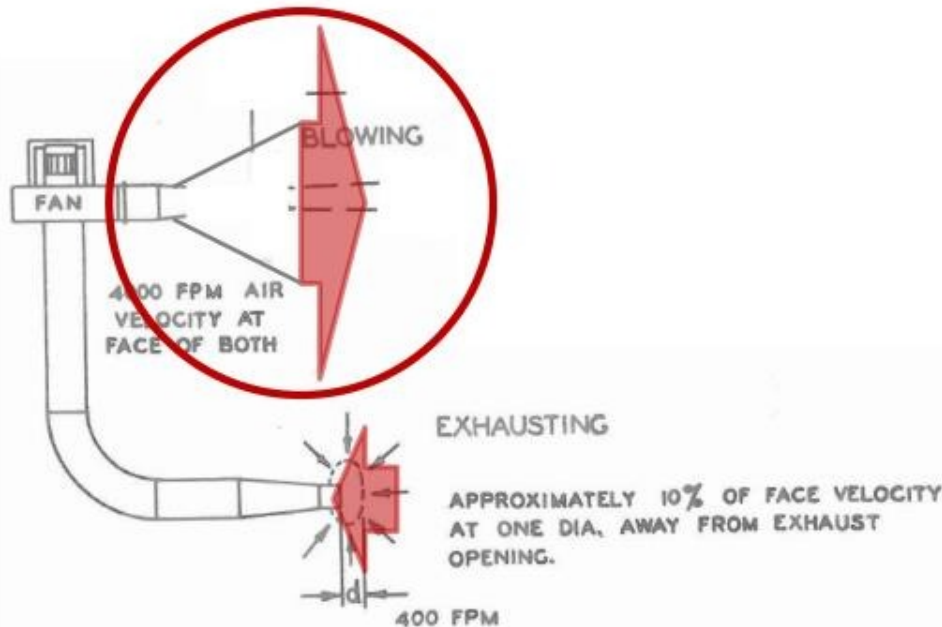 BLOWING
FAN
4000 FPM AIR
VELOCITY AT
FACE OF BOTH
EXHAUSTING
APPROXIMATELY 10% OF FACE VELOCITY
AT ONE DIA. AWAY FROM EXHAUST
OPENING.
d
400 FPM